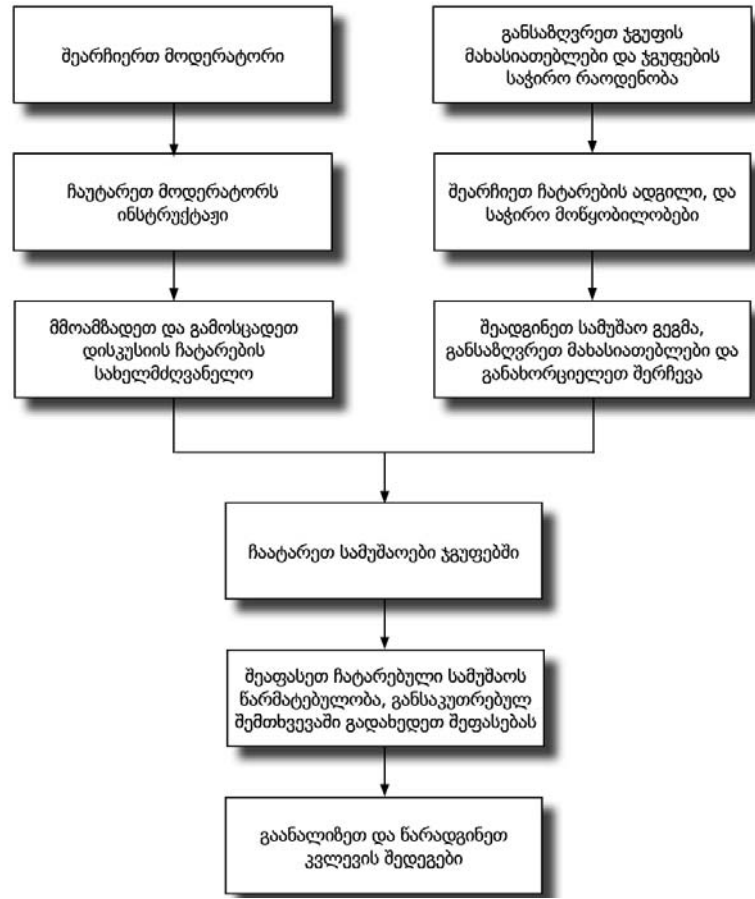 შეარჩიერთ მოდერატორი
განსაზღვრეთ ჯგუფის
მახასიათებლები და ჯგუფების
საჭირო რაოდენობა
ჩაუტარეთ მოდერატორს
ინსტრუქტაჟი
შეარჩიეთ ჩატარების ადგილი, და
საჭირო მოწყობილობები
მმოამზადეთ და გამოსცადეთ
დისკუსიის ჩატარების
სახელმძღვანელო
შეადგინეთ სამუშაო გეგმა,
განსაზღვრეთ მახასიათებლები და
განახორციელეთ შერჩევა
ჩაატარეთ სამუშაოები ჯგუფებში
შეაფასეთ ჩატარებული სამუშაოს
წარმატებულობა, განსაკუთრებულ
შემთხვევაში გადახედეთ შეფასებას
გაანალიზეთ და წარადგინეთ
კვლევის შედეგები